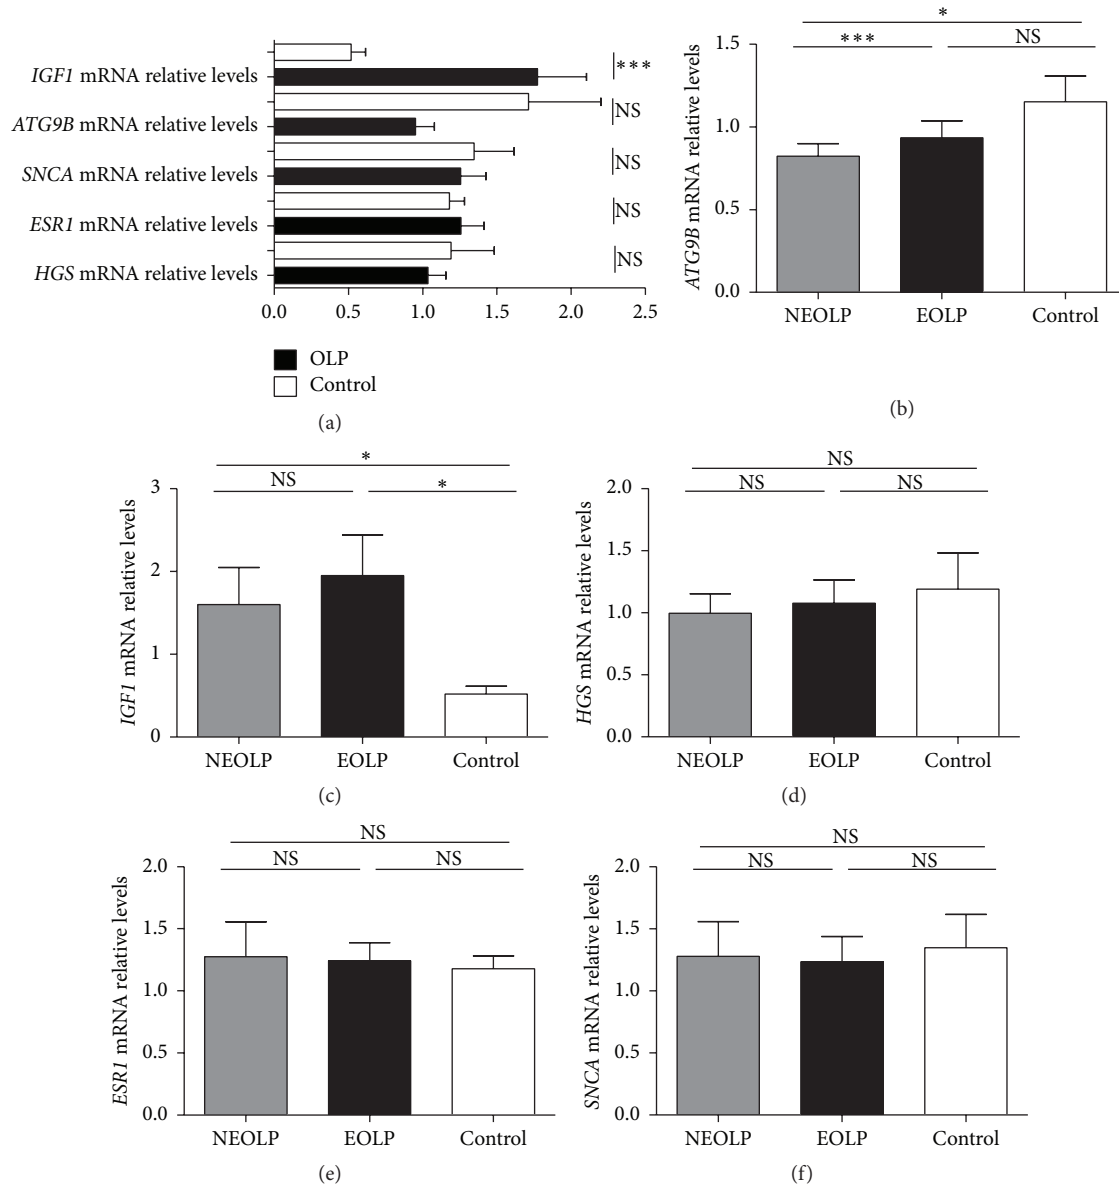 IGF1 mRNA relative levels
***
ATG9B mRNA relative levels
NS
SNCA mRNA relative levels
NS
ESR1 mRNA relative levels
NS
HGS mRNA relative levels
NS
0.0 0.5 1.0 1.5 2.0 2.5
OLP
Control
(a)
*
*** NS
ATG9B mRNA relative levels
1.5
1.0
0.5
0.0
NEOLP EOLP Control
(b)
*
NS *
IGF1 mRNA relative levels
3
2
1
0
NEOLP EOLP Control
(c)
NS
NS NS
HGS mRNA relative levels
2.0
1.5
1.0
0.5
0.0
NEOLP EOLP Control
(d)
NS
NS NS
ESR1 mRNA relative levels
2.0
1.5
1.0
0.5
0.0
NEOLP EOLP Control
(e)
NS
NS NS
SNCA mRNA relative levels
2.0
1.5
1.0
0.5
0.0
NEOLP EOLP Control
(f)